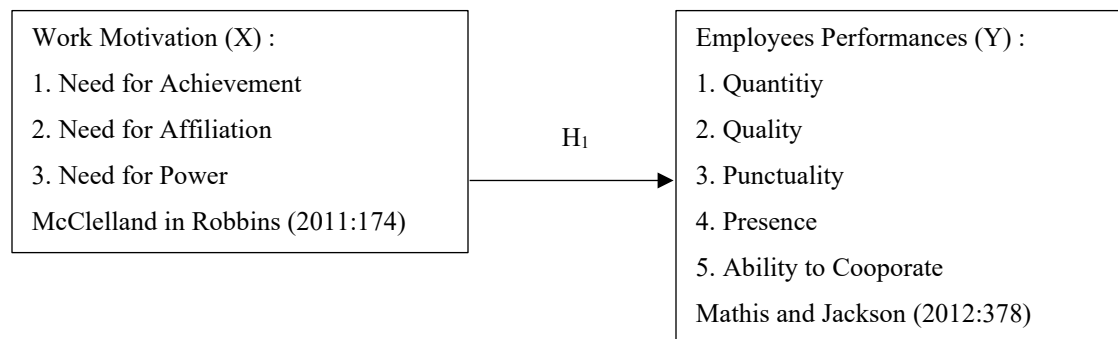 Work Motivation (X) :
1. Need for Achievement
2. Need for Affiliation
3. Need for Power
McClelland in Robbins (2011:174)
H₁
Employees Performances (Y) :
1. Quantitiy
2. Quality
3. Punctuality
4. Presence
5. Ability to Cooporate
Mathis and Jackson (2012:378)